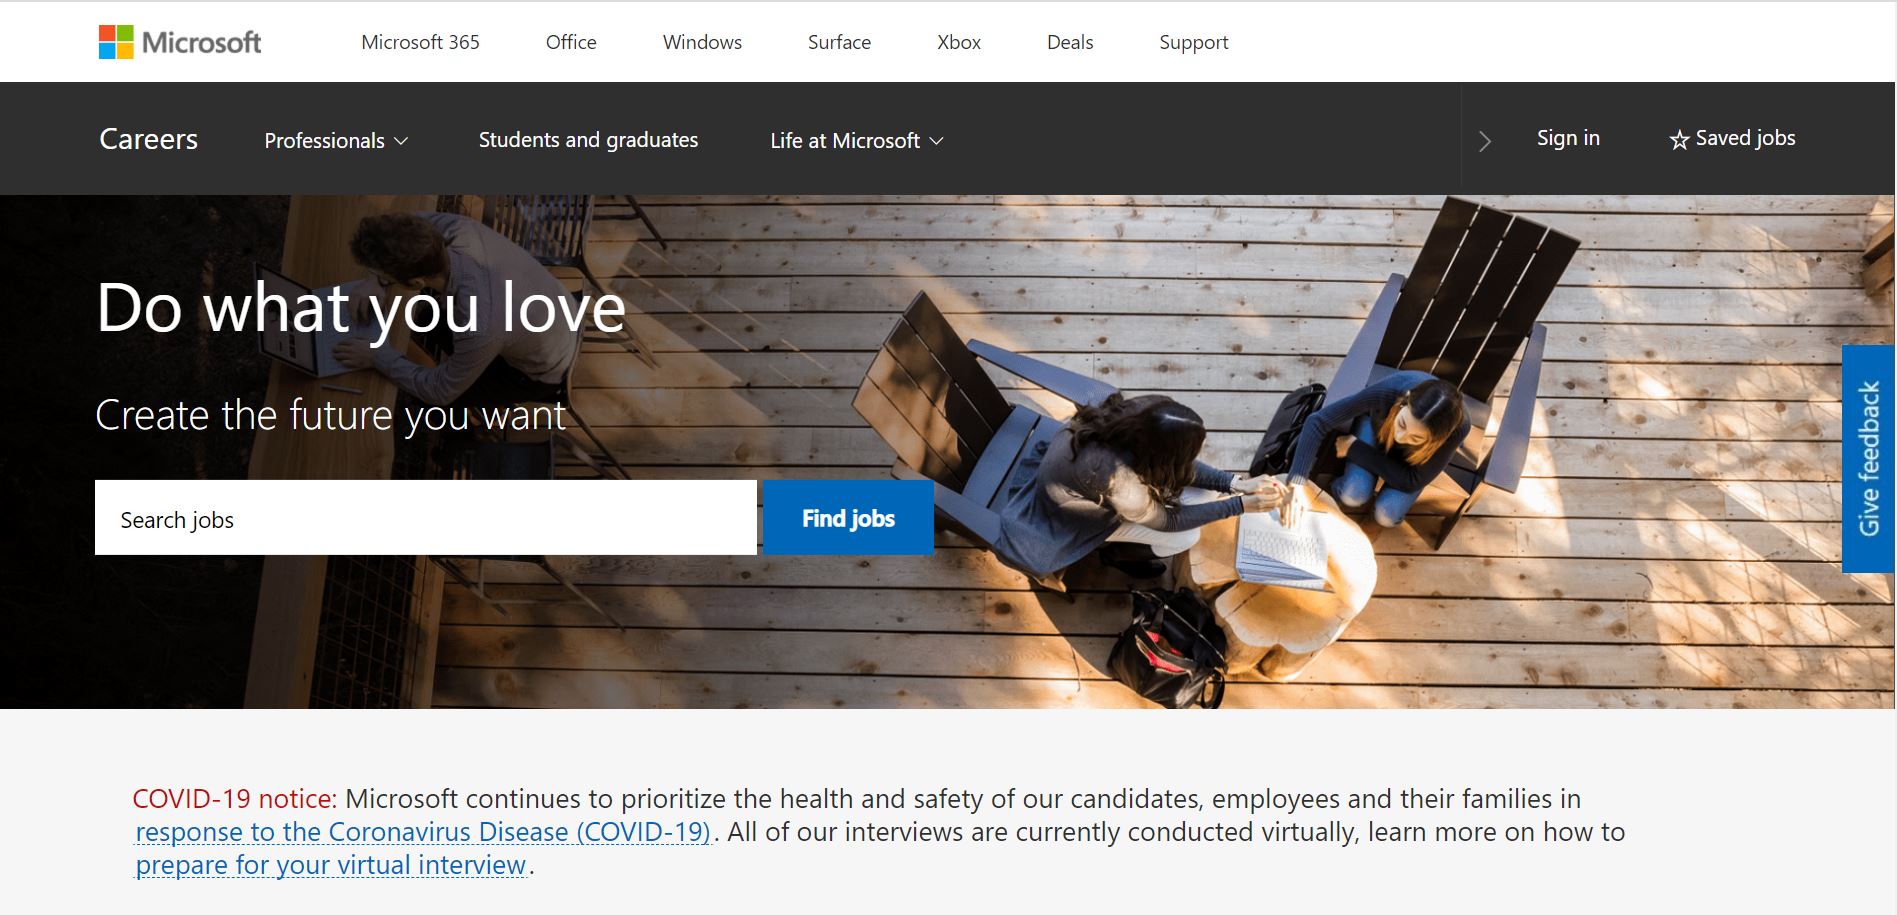 Microsoft
Microsoft 365
Office
Windows
Surface
Xbox
Deals
Support
Careers
Professionals
Students and graduates
Life at Microsoft
Sign in
Saved jobs
Do what you love
Create the future you want
Search jobs
Find jobs
Give feedback
COVID-19 notice: Microsoft continues to prioritize the health and safety of our candidates, employees and their families in
response to the Coronavirus Disease (COVID-19). All of our interviews are currently conducted virtually, learn more on how to
prepare for your virtual interview.